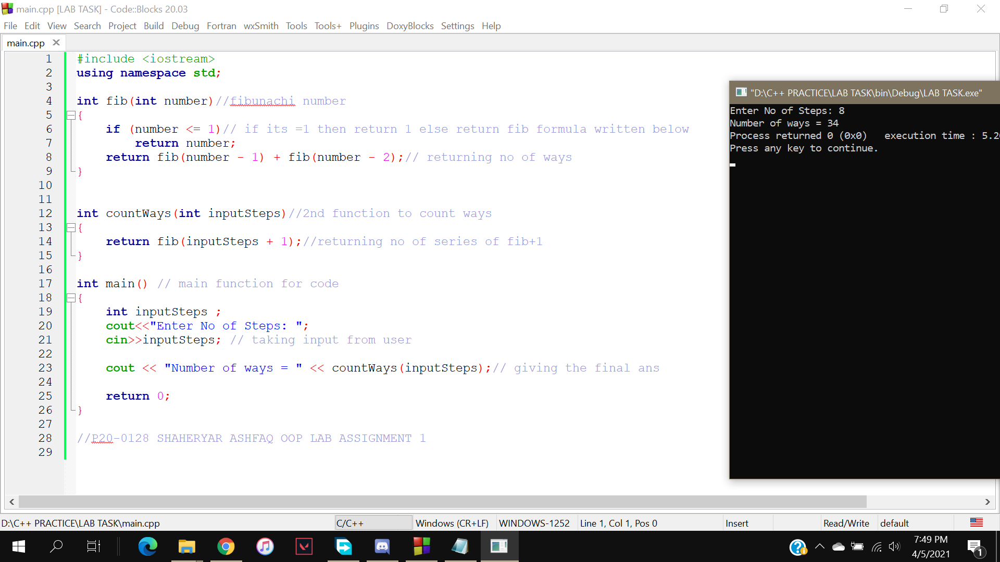 main.cpp [LAB TASK] - Code::Blocks 20.03
File Edit View Search Project Build Debug Fortran wxSmith Tools Tools+ Plugins DoxyBlocks Settings Help
main.cpp
1 #include <iostream>
2 using namespace std;
3
4 int fib(int number)//fibunachi number
5 {
6 if (number <= 1)// if its =1 then return 1 else return fib formula written below
7 return number;
8 return fib(number - 1) + fib(number - 2);// returning no of ways
9 }
10
11
12 int countWays(int inputSteps)//2nd function to count ways
13 {
14 return fib(inputSteps + 1);//returning no of series of fib+1
15 }
16
17 int main() // main function for code
18 {
19 int inputSteps ;
20 cout<<"Enter No of Steps: ";
21 cin>>inputSteps; // taking input from user
22
23 cout << "Number of ways = " << countWays(inputSteps);// giving the final ans
24
25 return 0;
26 }
27
28 //P20-0128 SHAHERYAR ASHFAQ OOP LAB ASSIGNMENT 1
29
"D:\C++ PRACTICE\LAB TASK\bin\Debug\LAB TASK.exe"
Enter No of Steps: 8
Number of ways = 34
Process returned 0 (0x0) execution time : 5.2
Press any key to continue.
D:\C++ PRACTICE\LAB TASK\main.cpp C/C++ Windows (CR+LF) WINDOWS-1252 Line 1, Col 1, Pos 0 Insert Read/Write default
7:49 PM
4/5/2021
1